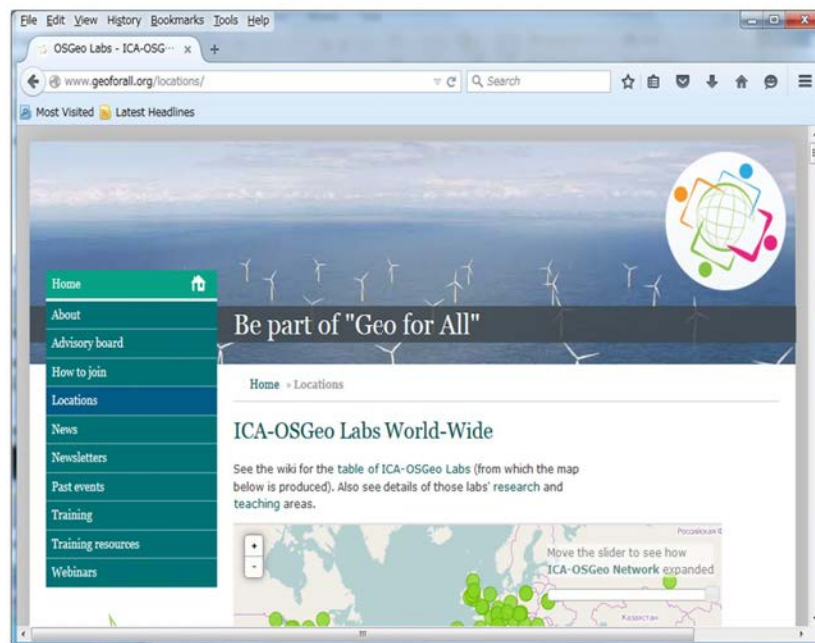 File Edit View History Bookmarks Tools Help
OSGeo Labs - ICA-OSG···
www.geoforall.org/locations/
Search
Most Visited Latest Headlines
Home
About
Advisory board
How to join
Locations
News
Newsletters
Past events
Training
Training resources
Webinars
Be part of "Geo for All"
Home » Locations
ICA-OSGeo Labs World-Wide
See the wiki for the table of ICA-OSGeo Labs (from which the map
below is produced). Also see details of those labs' research and
teaching areas.
+
-
Move the slider to see how
ICA-OSGeo Network expanded
Казахстан